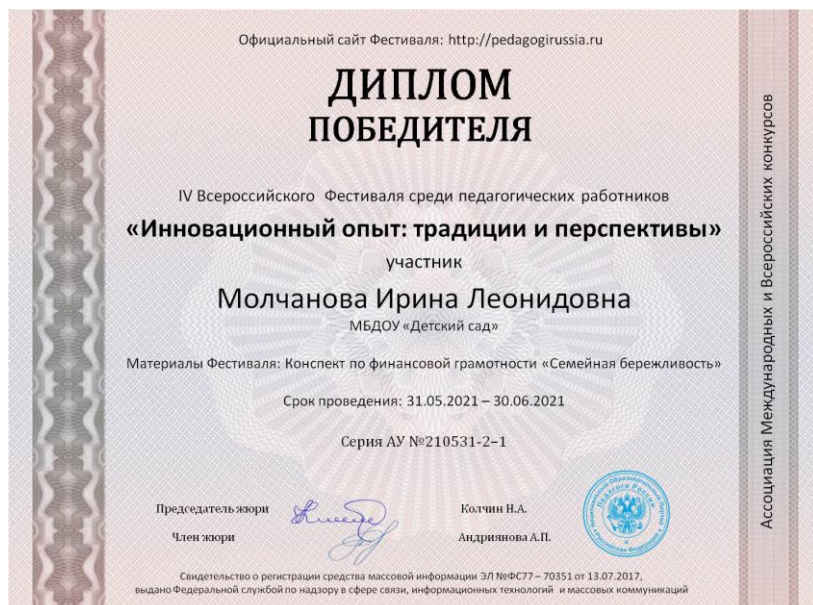 Официальный сайт Фестиваля: http://pedagogirussia.ru
ДИПЛОМ
ПОБЕДИТЕЛЯ
IV Всероссийского Фестиваля среди педагогических работников
«Инновационный опыт: традиции и перспективы»
участник
Молчанова Ирина Леонидовна
МБДОУ «Детский сад»
Материалы Фестиваля: Конспект по финансовой грамотности «Семейная бережливость»
Срок проведения: 31.05.2021 – 30.06.2021
Серия АУ №210531-2–1
Председатель жюри Колчин Н.А.
Член жюри Андриянова А.П.
Свидетельство о регистрации средства массовой информации ЭЛ №ФС77 – 70351 от 13.07.2017,
выдано Федеральной службой по надзору в сфере связи, информационных технологий и массовых коммуникаций
Ассоциация Международных и Всероссийских конкурсов
Педагоги России